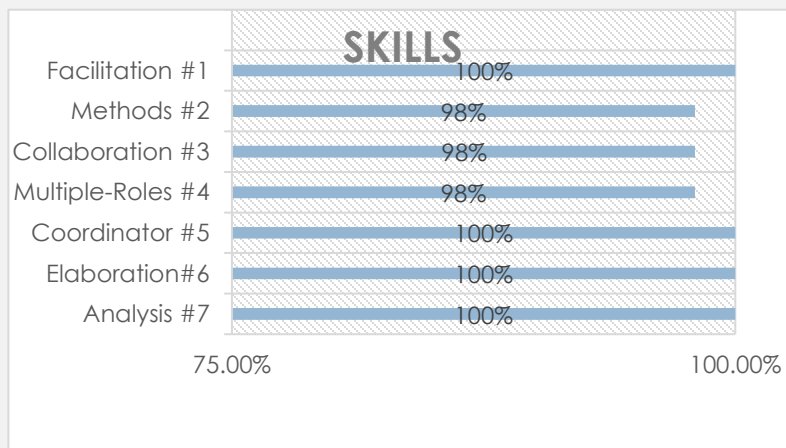 SKILLS
Facilitation #1 100%
Methods #2 98%
Collaboration #3 98%
Multiple-Roles #4 98%
Coordinator #5 100%
Elaboration#6 100%
Analysis #7 100%
75.00% 100.00%